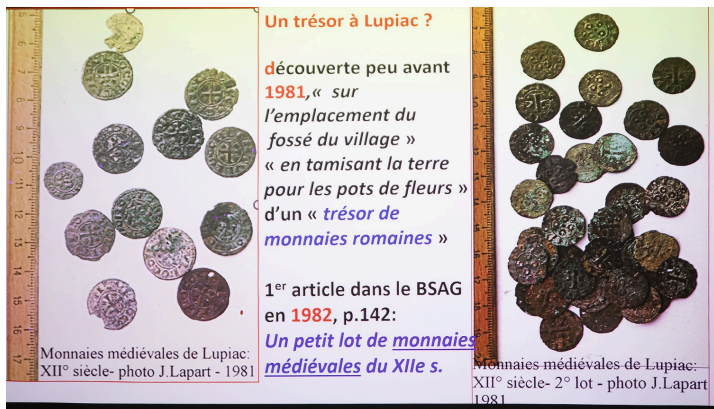 Un trésor à Lupiac ?
découverte peu avant
1981,« sur
l’emplacement du
fossé du village »
« en tamisant la terre
pour les pots de fleurs »
d’un « trésor de
monnaies romaines »
1er article dans le BSAG
en 1982, p.142:
Un petit lot de monnaies
médiévales du XIIe s.
Monnaies médiévales de Lupiac:
XII° siècle- photo J.Lapart - 1981
Monnaies médiévales de Lupiac:
XII° siècle- 2° lot - photo J.Lapart
1981